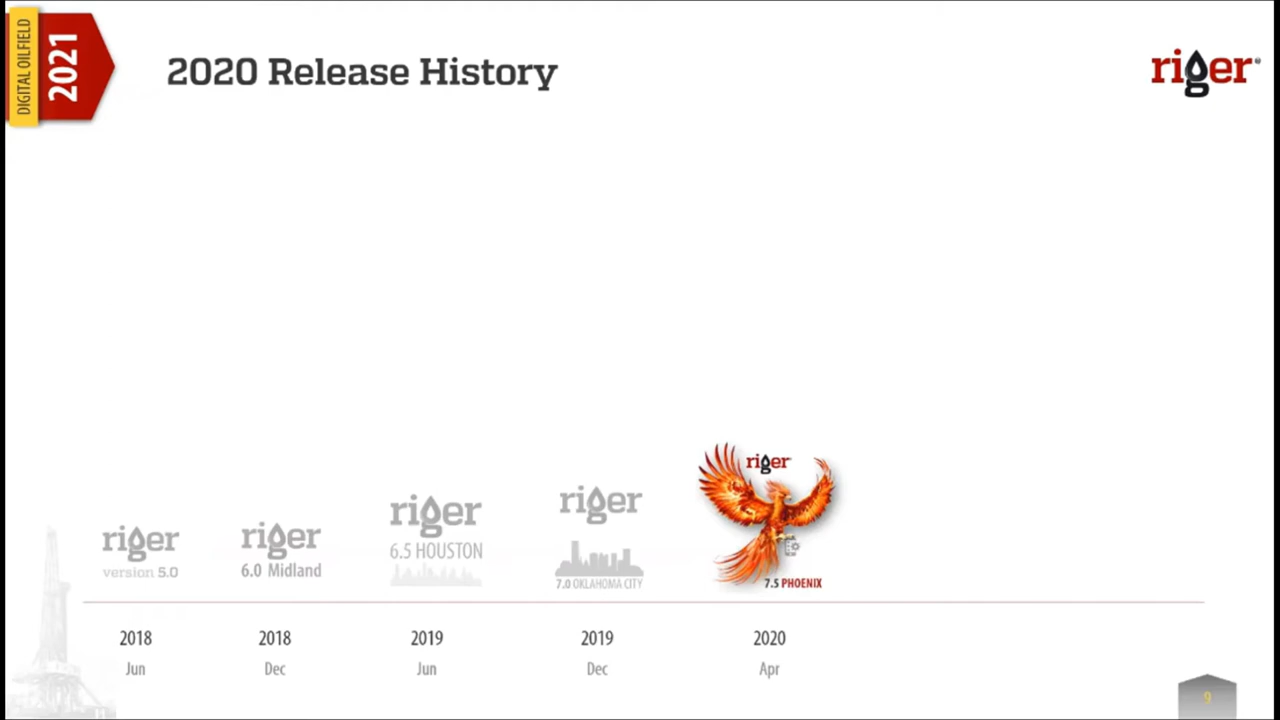 DIGITAL OILFIELD
2021
2020 Release History
riger®
riger
version 5.0
riger
6.0 Midland
riger
6.5 HOUSTON
riger
7.0 OKLAHOMA CITY
riger
7.5 PHOENIX
2018
Jun
2018
Dec
2019
Jun
2019
Dec
2020
Apr
9